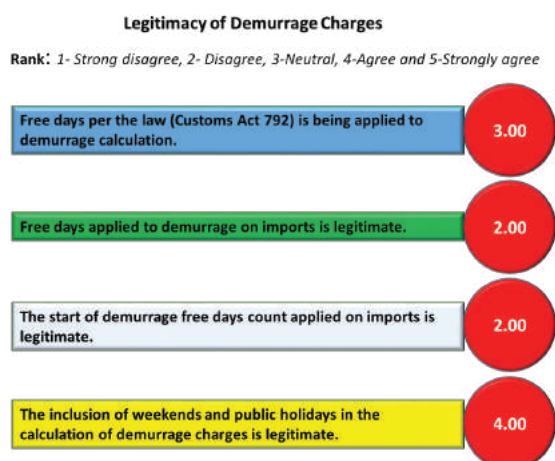 Legitimacy of Demurrage Charges
Rank: 1- Strong disagree, 2- Disagree, 3-Neutral, 4-Agree and 5-Strongly agree
Free days per the law (Customs Act 792) is being applied to
demurrage calculation.
3.00
Free days applied to demurrage on imports is legitimate.
2.00
The start of demurrage free days count applied on imports is
legitimate.
2.00
The inclusion of weekends and public holidays in the
calculation of demurrage charges is legitimate.
4.00